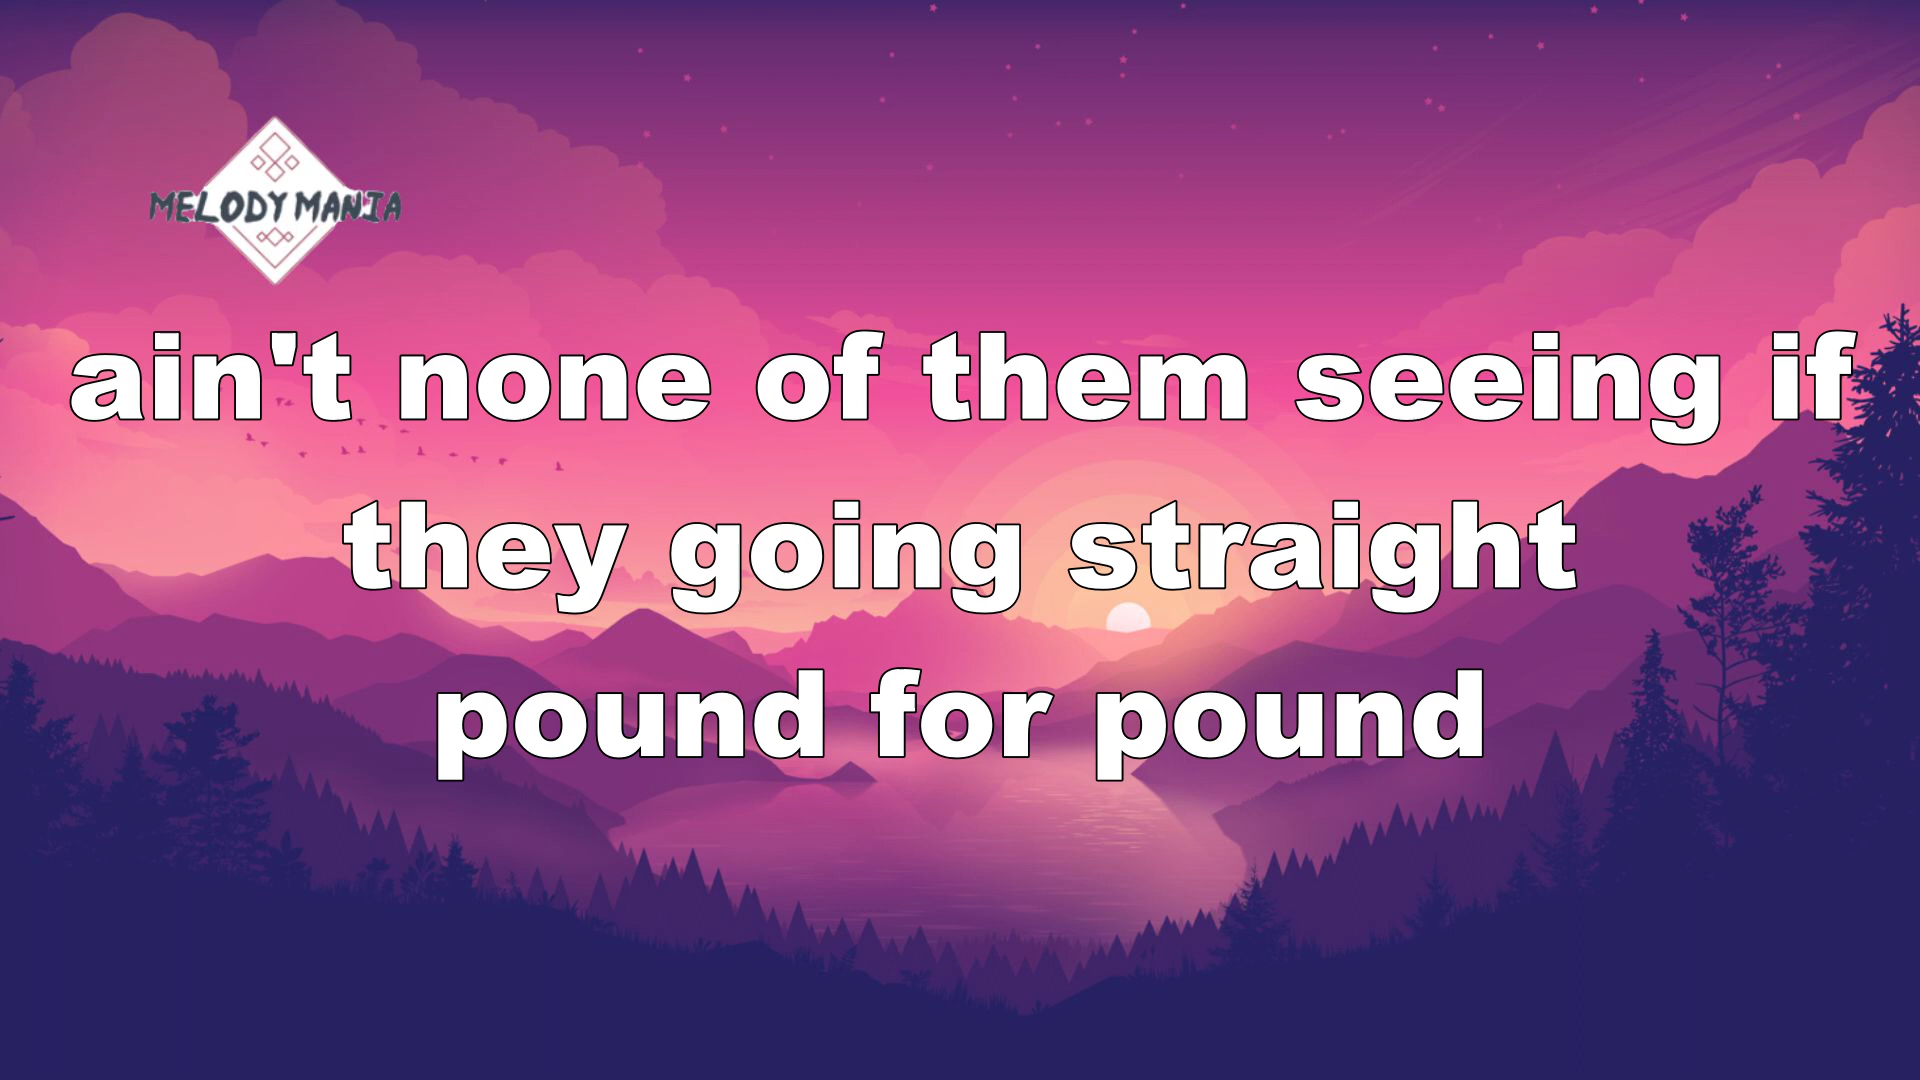 MELODY MANIA
ain't none of them seeing if
they going straight
pound for pound